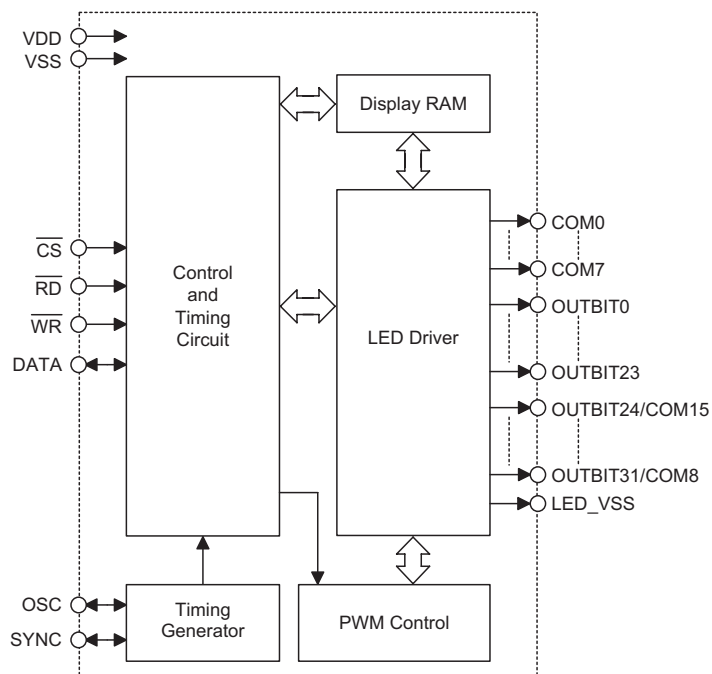 VDD
VSS
Display RAM
CS
RD
WR
DATA
Control
and
Timing
Circuit
LED Driver
COM0
COM7
OUTBIT0
OUTBIT23
OUTBIT24/COM15
OUTBIT31/COM8
LED_VSS
OSC
SYNC
Timing
Generator
PWM Control